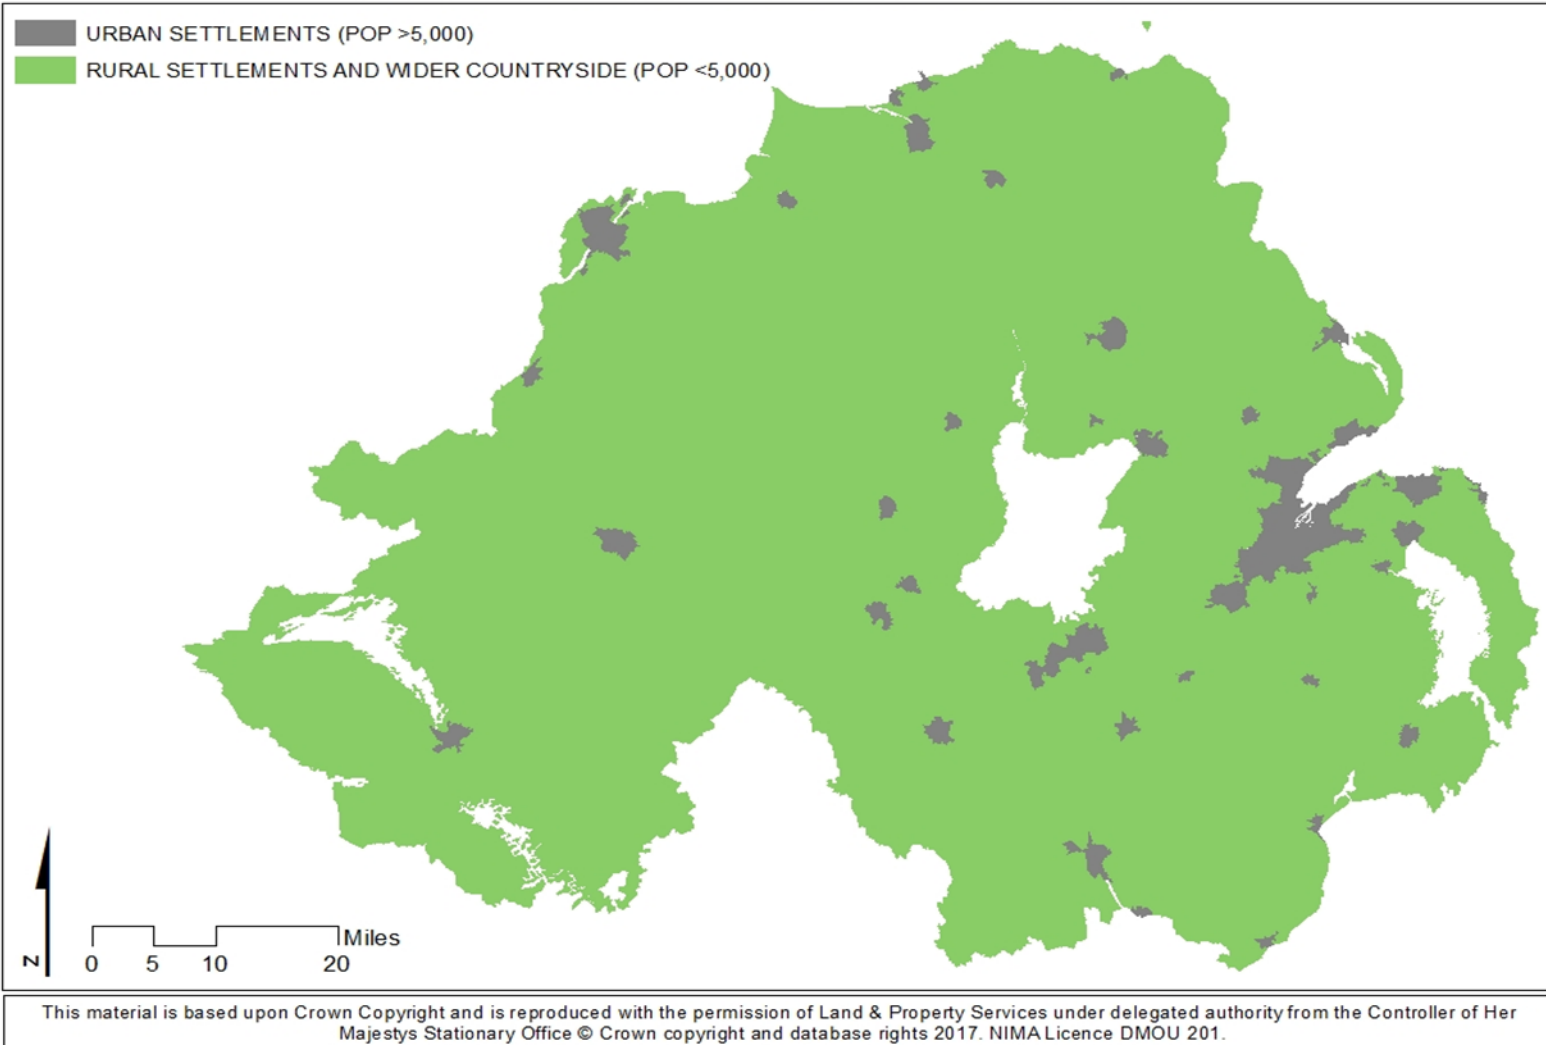 URBAN SETTLEMENTS (POP >5,000)
RURAL SETTLEMENTS AND WIDER COUNTRYSIDE (POP <5,000)
Miles
N
0 5 10 20
This material is based upon Crown Copyright and is reproduced with the permission of Land & Property Services under delegated authority from the Controller of Her
Majestys Stationary Office © Crown copyright and database rights 2017. NIMA Licence DMOU 201.